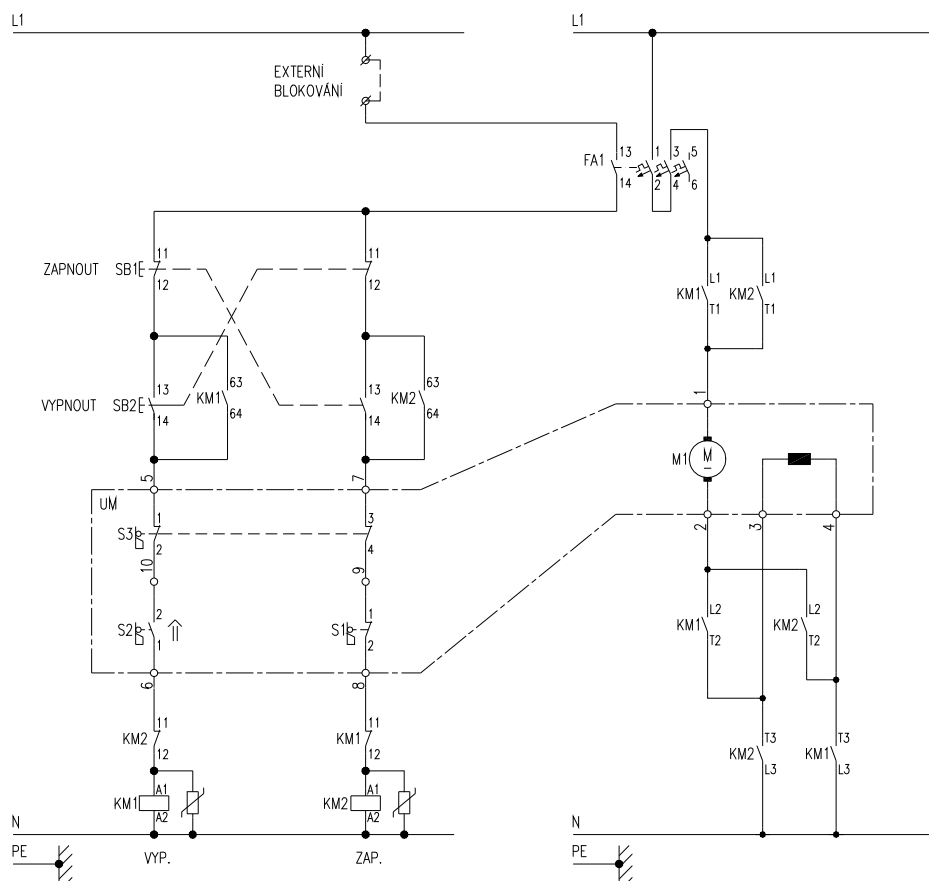 L1
L1
EXTERNÍ
BLOKOVÁNÍ
FA1
13
14
1
3
5
2
4
6
ZAPNOUT
SB1
11
12
11
12
KM1
L1
T1
KM2
L1
T1
VYPNOUT
SB2
13
14
KM1
63
64
13
14
KM2
63
64
1
M1
M
5
7
UM
2
3
4
S3
1
2
3
4
10
9
S2
2
1
S1
1
2
KM1
L2
T2
KM2
L2
T2
6
8
KM2
11
12
KM1
11
12
KM2
T3
L3
KM1
T3
L3
KM1
A1
A2
KM2
A1
A2
N
N
PE
VYP.
ZAP.
PE